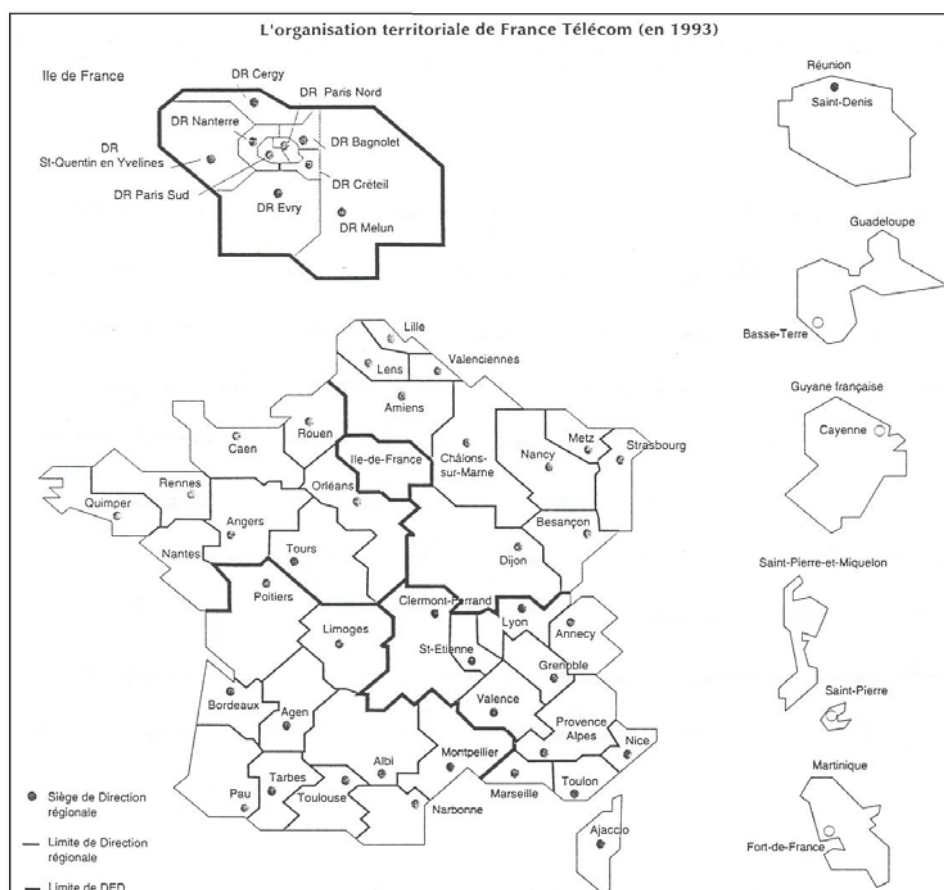 L'organisation territoriale de France Télécom (en 1993)
Ile de France
DR Cergy
DR Paris Nord
DR Nanterre
DR Bagnolet
DR
St-Quentin en Yvelines
DR Créteil
DR Paris Sud
DR Evry
DR Melun
Réunion
Saint-Denis
Guadeloupe
Basse-Terre
Guyane française
Cayenne
Saint-Pierre-et-Miquelon
Saint-Pierre
Martinique
Fort-de-France
Lille
Lens
Valenciennes
Amiens
Rouen
Caen
Ile-de-France
Châlons-
sur-Marne
Metz
Nancy
Strasbourg
Orléans
Rennes
Quimper
Angers
Nantes
Tours
Besançon
Dijon
Poitiers
Clermont-Ferrand
Lyon
Annecy
Limoges
St-Etienne
Grenoble
Bordeaux
Agen
Valence
Provence
Alpes
Nice
Albi
Montpellier
Marseille
Toulon
Pau
Tarbes
Toulouse
Narbonne
Ajaccio
Siège de Direction
régionale
Limite de Direction
régionale
Limite de DED